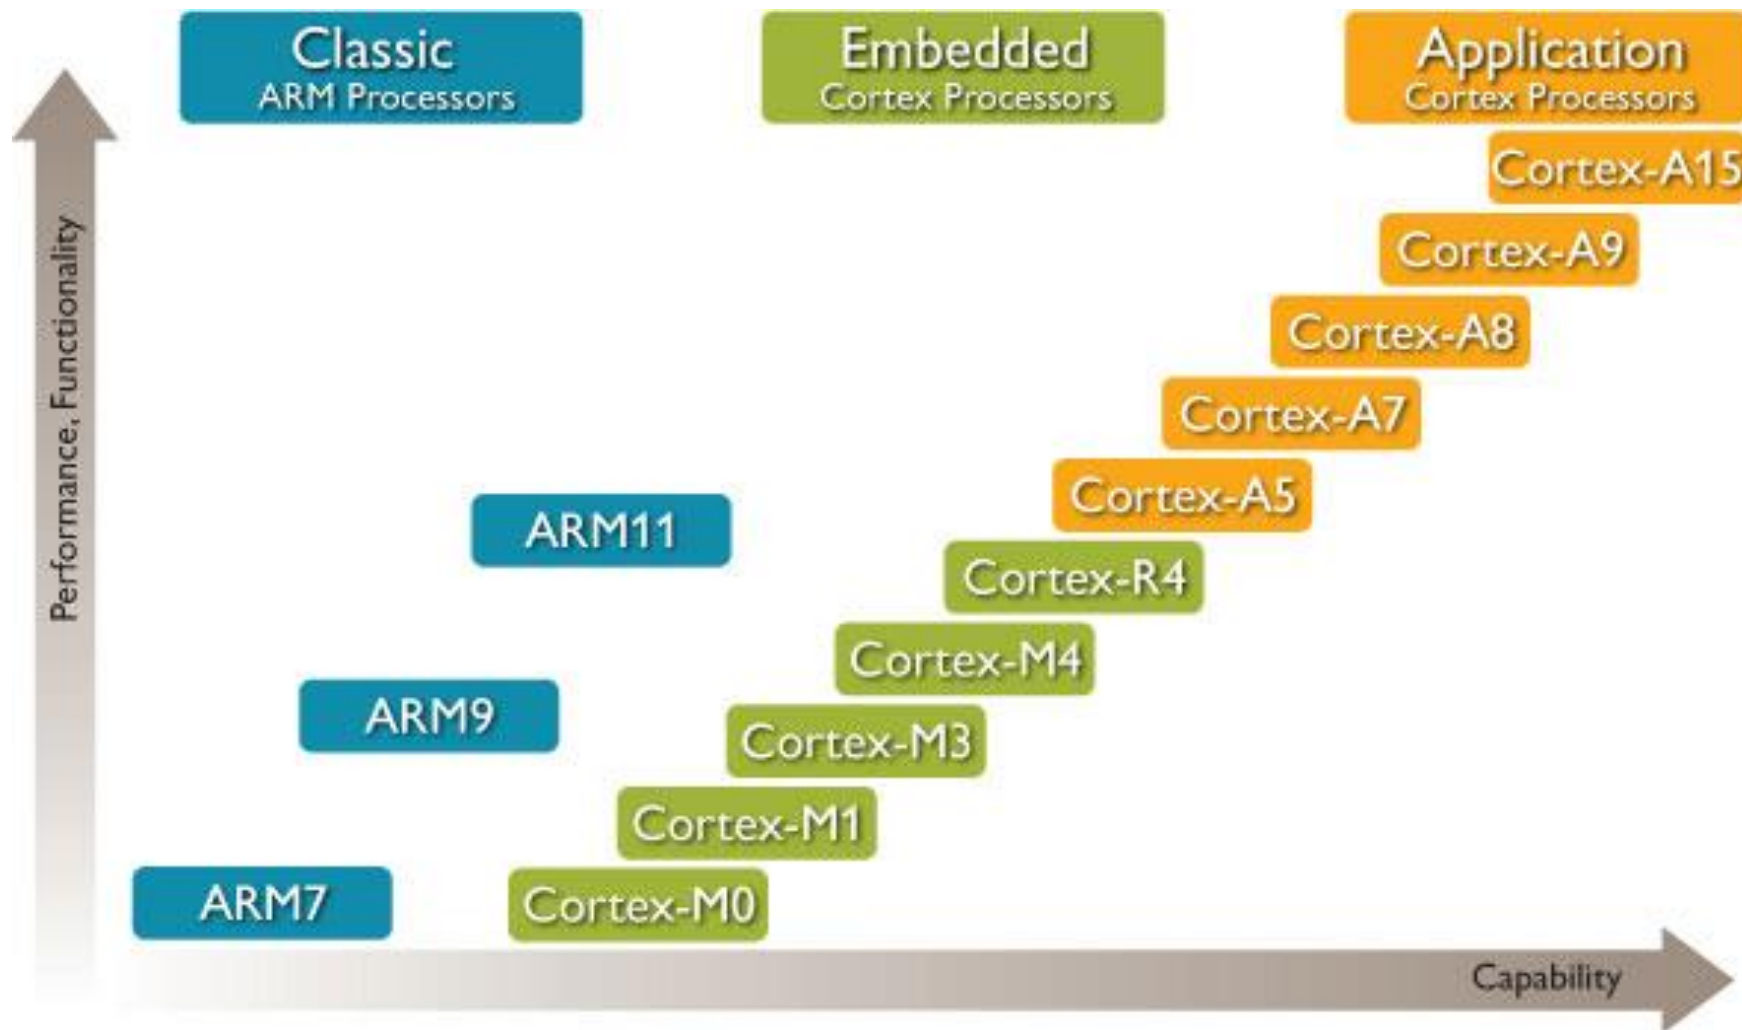 Classic
ARM Processors
Embedded
Cortex Processors
Application
Cortex Processors
Cortex-A15
Cortex-A9
Cortex-A8
Cortex-A7
Cortex-A5
ARM11
Cortex-R4
Cortex-M4
ARM9
Cortex-M3
Cortex-M1
ARM7
Cortex-M0
Performance, Functionality
Capability